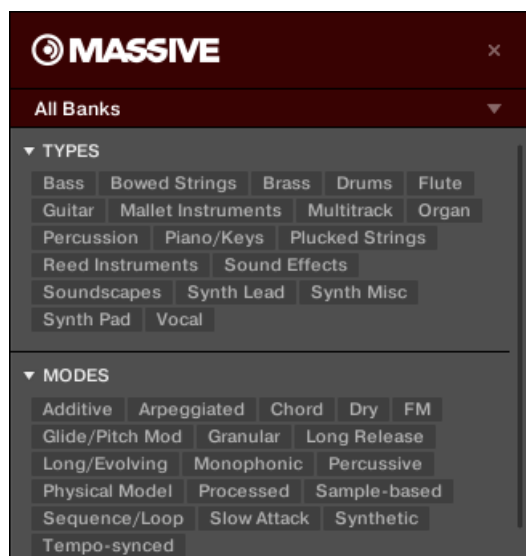 MASSIVE
All Banks
TYPES
Bass Bowed Strings Brass Drums Flute
Guitar Mallet Instruments Multitrack Organ
Percussion Piano/Keys Plucked Strings
Reed Instruments Sound Effects
Soundscapes Synth Lead Synth Misc
Synth Pad Vocal
MODES
Additive Arpeggiated Chord Dry FM
Glide/Pitch Mod Granular Long Release
Long/Evolving Monophonic Percussive
Physical Model Processed Sample-based
Sequence/Loop Slow Attack Synthetic
Tempo-synced